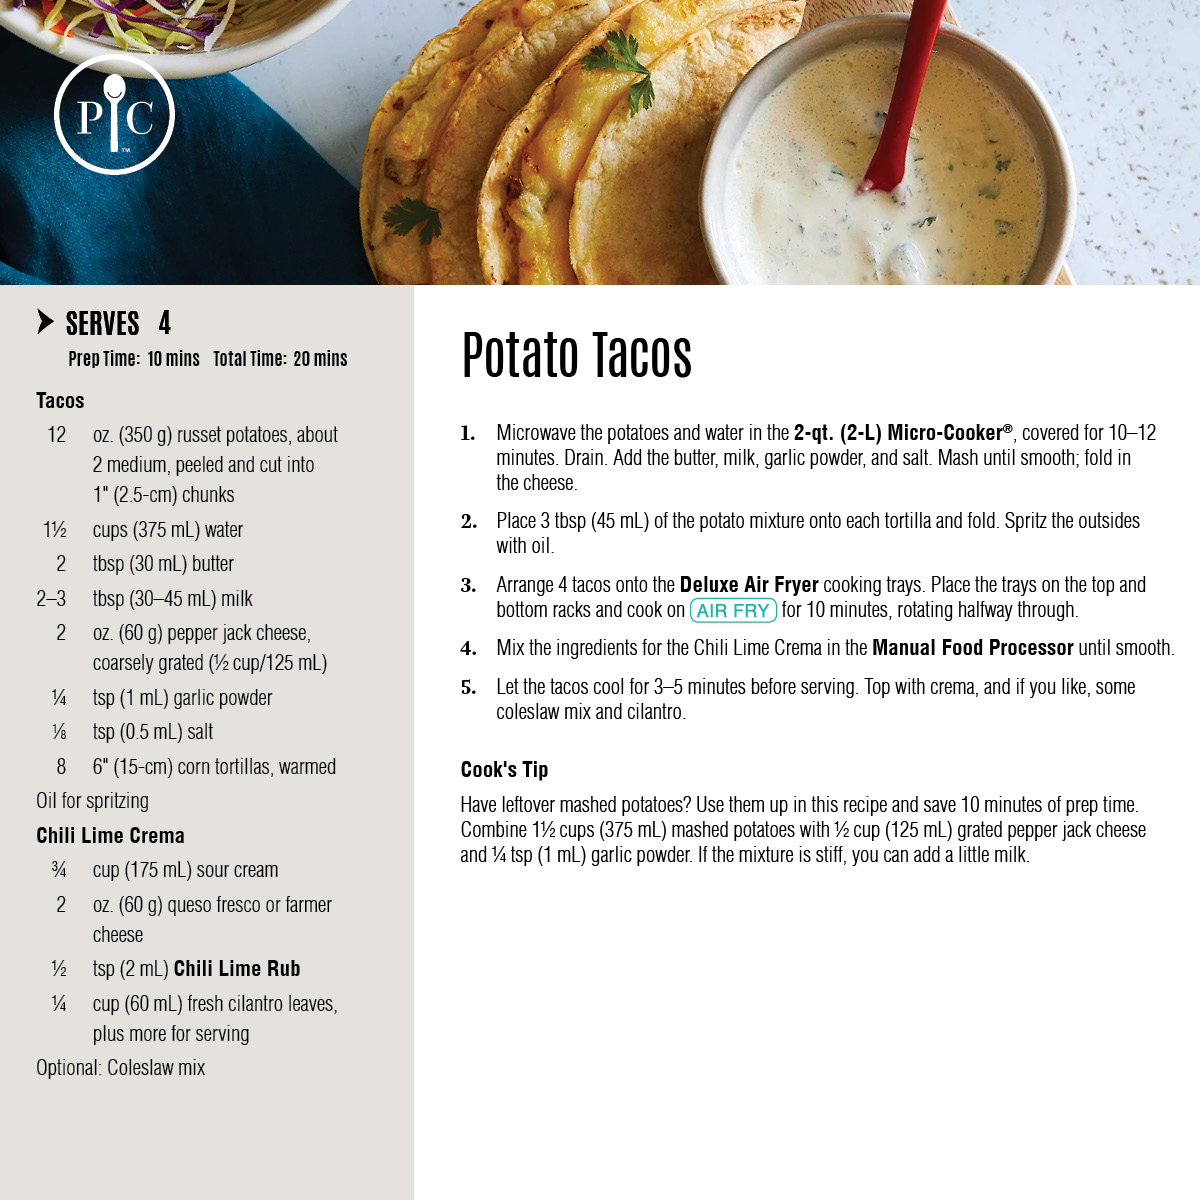 P C
™
SERVES 4
Prep Time: 10 mins Total Time: 20 mins
Tacos
12 oz. (350 g) russet potatoes, about
2 medium, peeled and cut into
1" (2.5-cm) chunks
1½ cups (375 mL) water
2 tbsp (30 mL) butter
2–3 tbsp (30–45 mL) milk
2 oz. (60 g) pepper jack cheese,
coarsely grated (½ cup/125 mL)
¼ tsp (1 mL) garlic powder
⅛ tsp (0.5 mL) salt
8 6" (15-cm) corn tortillas, warmed
Oil for spritzing
Chili Lime Crema
¾ cup (175 mL) sour cream
2 oz. (60 g) queso fresco or farmer
cheese
½ tsp (2 mL) Chili Lime Rub
¼ cup (60 mL) fresh cilantro leaves,
plus more for serving
Optional: Coleslaw mix
Potato Tacos
1. Microwave the potatoes and water in the 2-qt. (2-L) Micro-Cooker®, covered for 10–12
minutes. Drain. Add the butter, milk, garlic powder, and salt. Mash until smooth; fold in
the cheese.
2. Place 3 tbsp (45 mL) of the potato mixture onto each tortilla and fold. Spritz the outsides
with oil.
3. Arrange 4 tacos onto the Deluxe Air Fryer cooking trays. Place the trays on the top and
bottom racks and cook on AIR FRY for 10 minutes, rotating halfway through.
4. Mix the ingredients for the Chili Lime Crema in the Manual Food Processor until smooth.
5. Let the tacos cool for 3–5 minutes before serving. Top with crema, and if you like, some
coleslaw mix and cilantro.
Cook's Tip
Have leftover mashed potatoes? Use them up in this recipe and save 10 minutes of prep time.
Combine 1½ cups (375 mL) mashed potatoes with ½ cup (125 mL) grated pepper jack cheese
and ¼ tsp (1 mL) garlic powder. If the mixture is stiff, you can add a little milk.